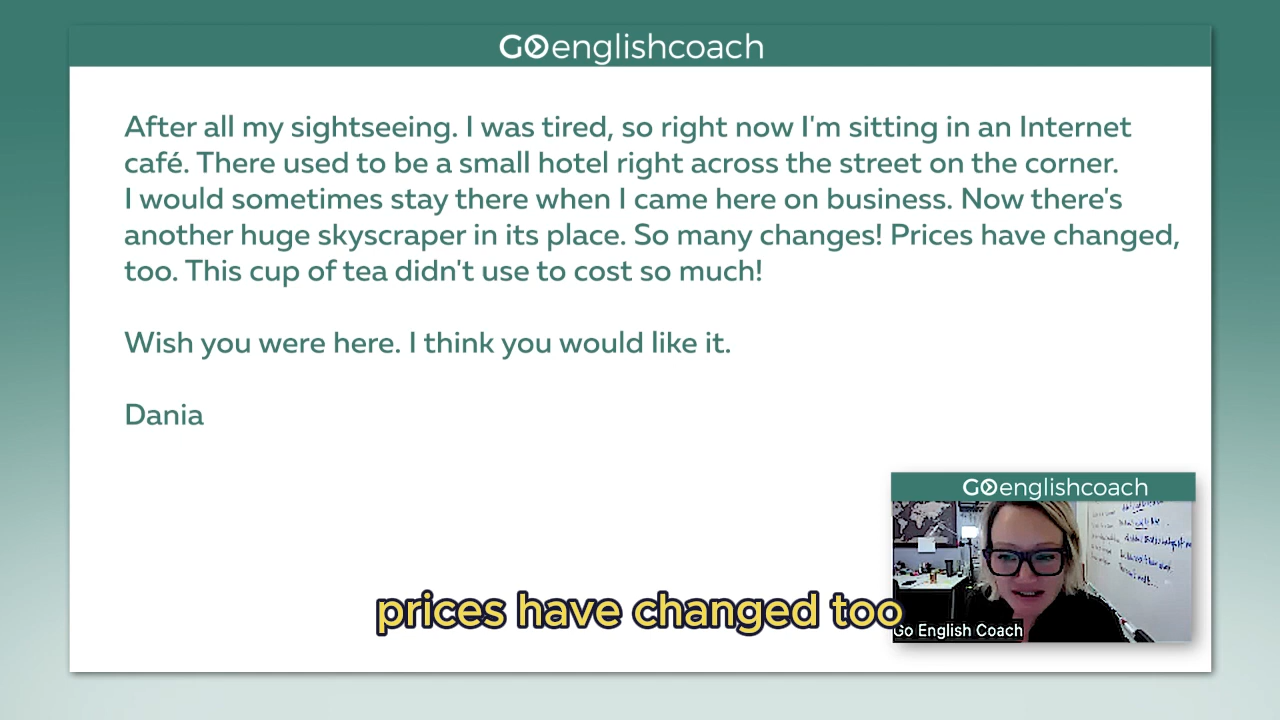 GOenglishcoach
After all my sightseeing. I was tired, so right now I'm sitting in an Internet
café. There used to be a small hotel right across the street on the corner.
I would sometimes stay there when I came here on business. Now there's
another huge skyscraper in its place. So many changes! Prices have changed,
too. This cup of tea didn't use to cost so much!
Wish you were here. I think you would like it.
Dania
GOenglishcoach
prices have changed too
Go English Coach